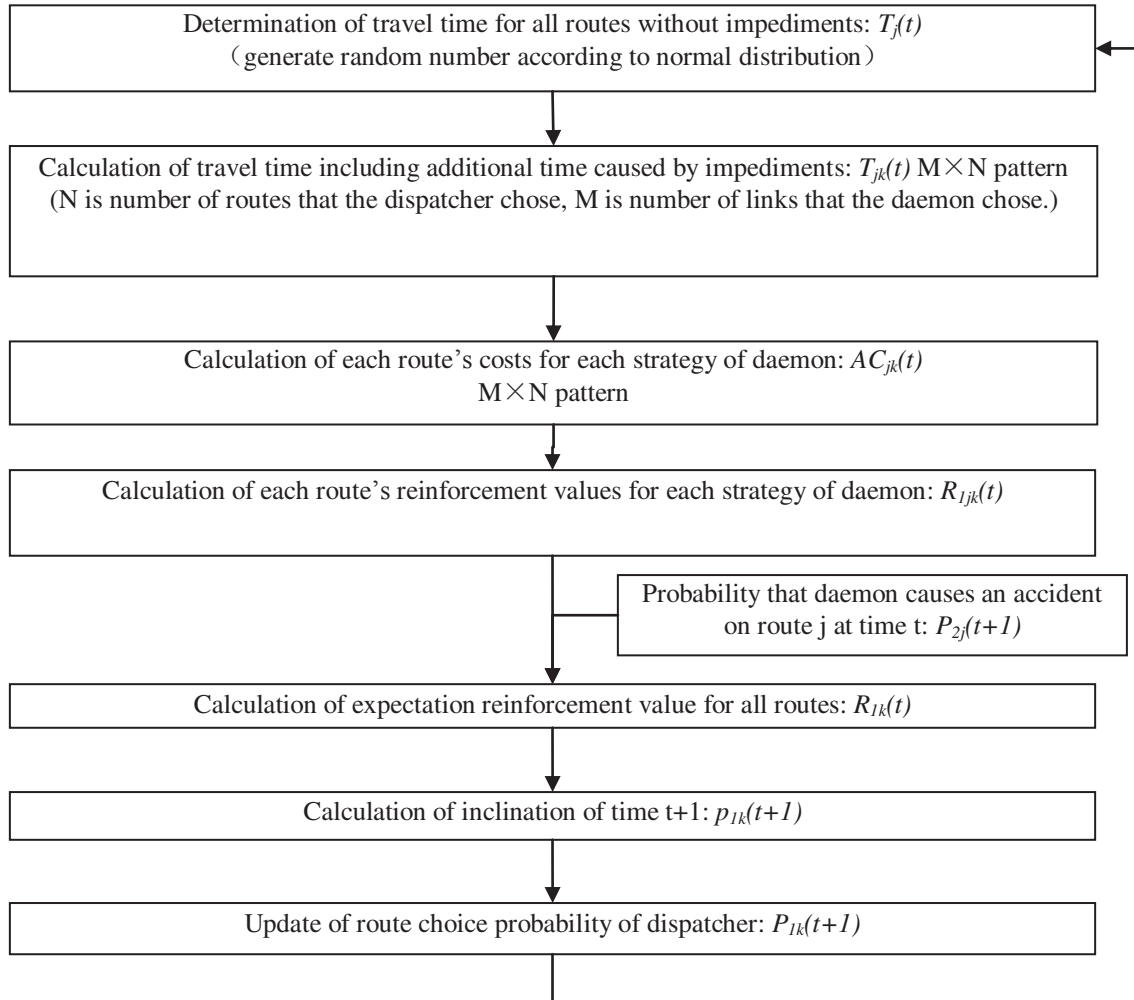 Determination of travel time for all routes without impediments: Tj(t)
（generate random number according to normal distribution）
Calculation of travel time including additional time caused by impediments: Tjk(t) M×N pattern
(N is number of routes that the dispatcher chose, M is number of links that the daemon chose.)
Calculation of each route’s costs for each strategy of daemon: ACjk(t)
M×N pattern
Calculation of each route’s reinforcement values for each strategy of daemon: R1jk(t)
Probability that daemon causes an accident
on route j at time t: P2j(t+1)
Calculation of expectation reinforcement value for all routes: R1k(t)
Calculation of inclination of time t+1: p1k(t+1)
Update of route choice probability of dispatcher: P1k(t+1)